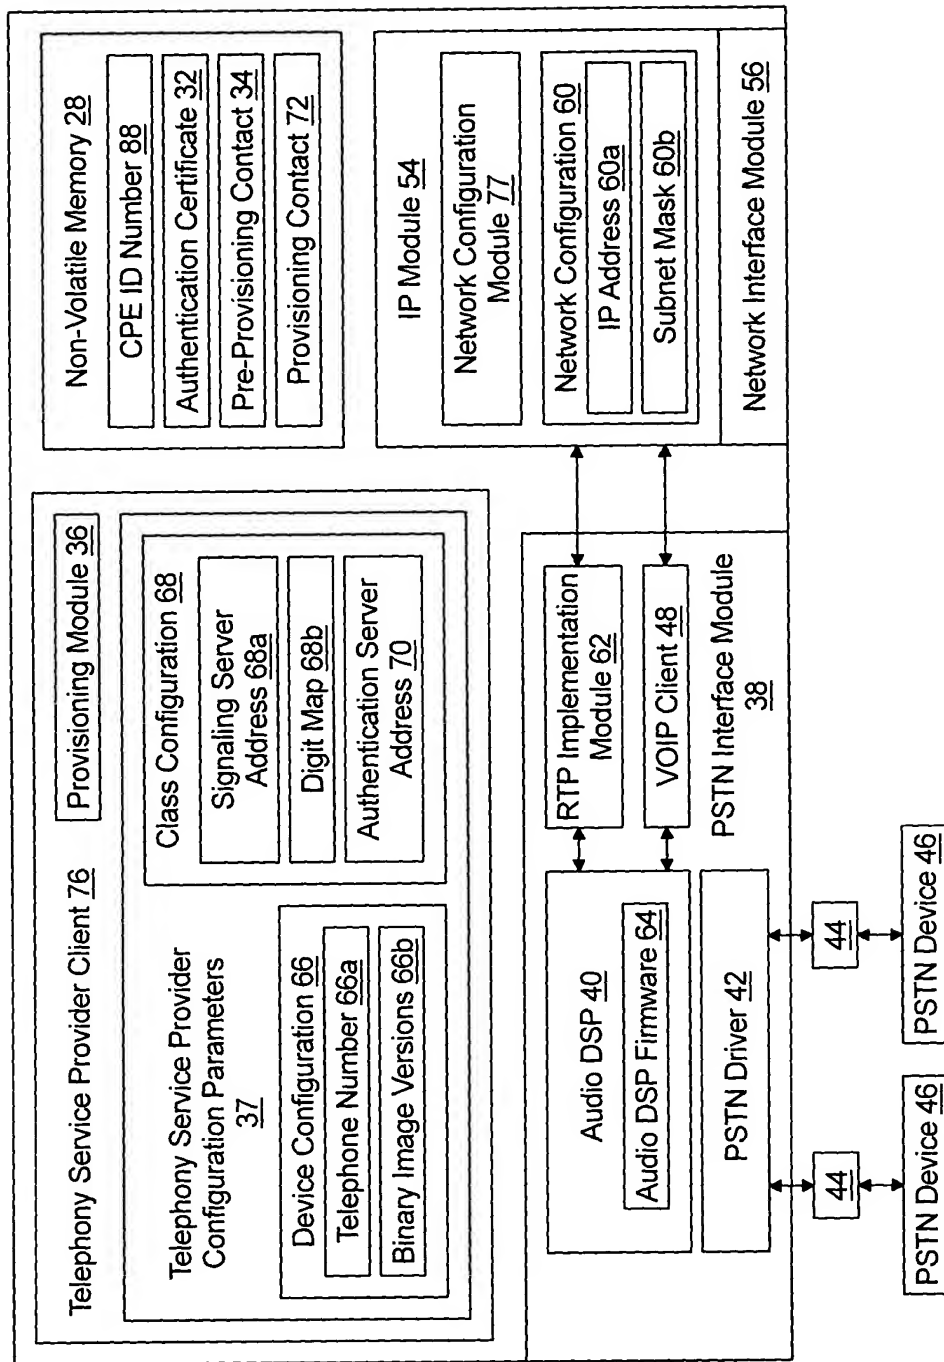 Telephony Service Provider Client 76
Provisioning Module 36
Telephony Service Provider
Configuration Parameters
37
Device Configuration 66
Telephone Number 66a
Binary Image Versions 66b
Class Configuration 68
Signaling Server
Address 68a
Digit Map 68b
Authentication Server
Address 70
Non-Volatile Memory 28
CPE ID Number 88
Authentication Certificate 32
Pre-Provisioning Contact 34
Provisioning Contact 72
Audio DSP 40
Audio DSP Firmware 64
PSTN Driver 42
RTP Implementation
Module 62
VOIP Client 48
PSTN Interface Module
38
IP Module 54
Network Configuration
Module 77
Network Configuration 60
IP Address 60a
Subnet Mask 60b
Network Interface Module 56
44
44
PSTN Device 46
PSTN Device 46